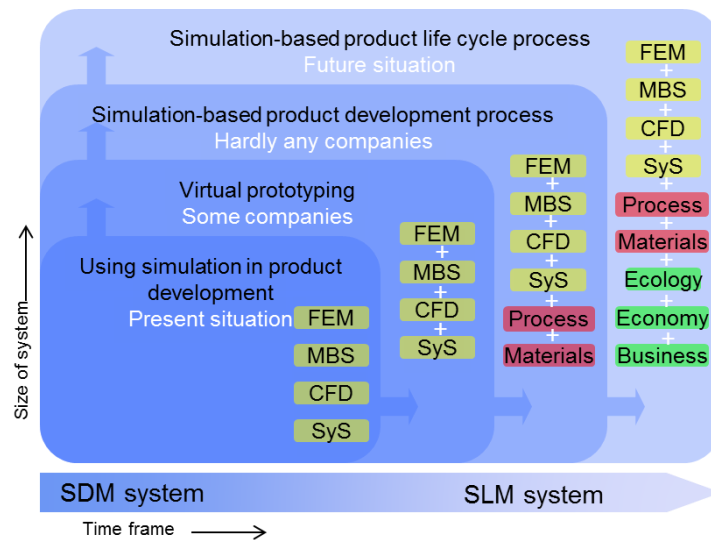 Simulation-based product life cycle process
Future situation
Simulation-based product development process
Hardly any companies
Virtual prototyping
Some companies
Using simulation in product
development
Present situation
FEM
MBS
CFD
SyS
FEM
+
MBS
+
CFD
+
SyS
FEM
+
MBS
+
CFD
+
SyS
+
Process
+
Materials
FEM
+
MBS
+
CFD
+
SyS
+
Process
+
Materials
+
Ecology
+
Economy
+
Business
Size of system
SDM system
SLM system
Time frame